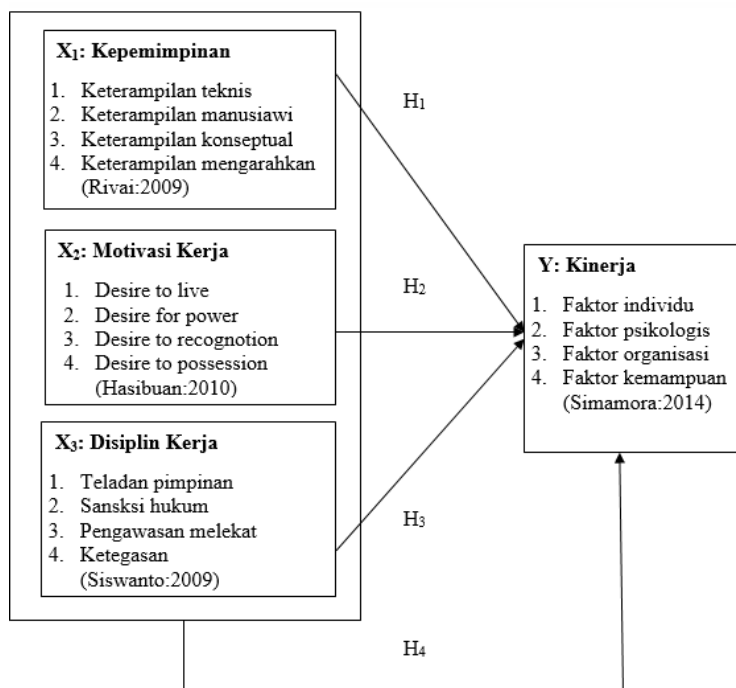 X₁: Kepemimpinan
1. Keterampilan teknis
2. Keterampilan manusiawi
3. Keterampilan konseptual
4. Keterampilan mengarahkan
(Rivai:2009)
X₂: Motivasi Kerja
1. Desire to live
2. Desire for power
3. Desire to recognotion
4. Desire to possession
(Hasibuan:2010)
X₃: Disiplin Kerja
1. Teladan pimpinan
2. Sansksi hukum
3. Pengawasan melekat
4. Ketegasan
(Siswanto:2009)
H₁
H₂
H₃
H₄
Y: Kinerja
1. Faktor individu
2. Faktor psikologis
3. Faktor organisasi
4. Faktor kemampuan
(Simamora:2014)